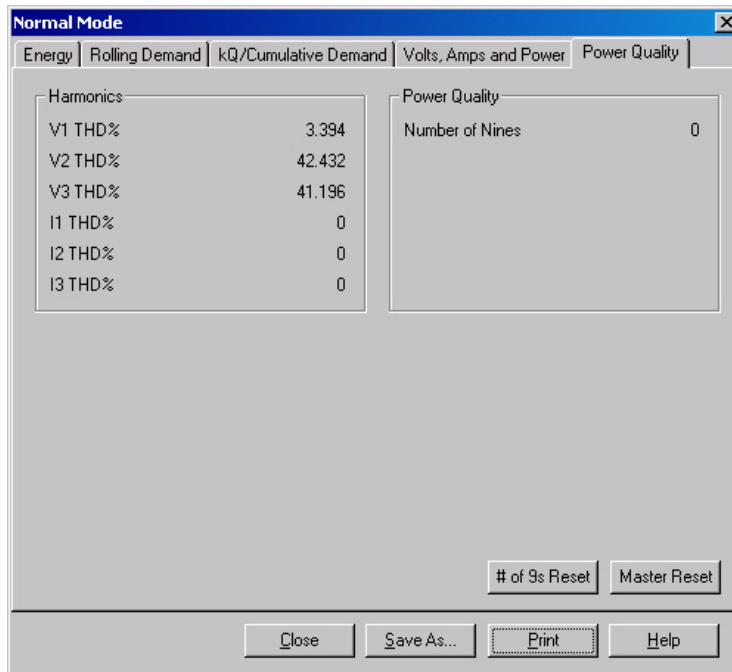 Normal Mode
Energy Rolling Demand kQ/Cumulative Demand Volts, Amps and Power Power Quality
Harmonics
V1 THD% 3.394
V2 THD% 42.432
V3 THD% 41.196
I1 THD% 0
I2 THD% 0
I3 THD% 0
Power Quality
Number of Nines 0
# of 9s Reset Master Reset
Close Save As... Print Help